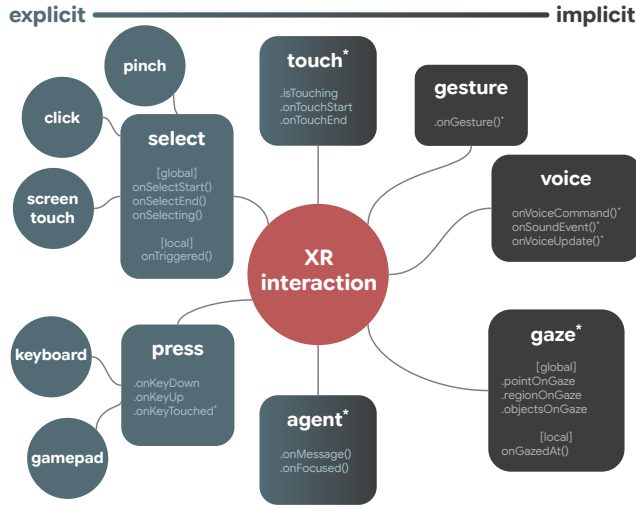 explicit
implicit
pinch
click
screen
touch
select
[global]
onSelectStart()
onSelectEnd()
onSelecting()
[local]
onTriggered()
touch*
.isTouching
.onTouchStart
.onTouchEnd
gesture
.onGesture()*
voice
onVoiceCommand()*
onSoundEvent()*
onVoiceUpdate()*
XR
interaction
keyboard
gamepad
press
.onKeyDown
.onKeyUp
.onKeyTouched*
agent*
.onMessage()
.onFocused()
gaze*
[global]
.pointOnGaze
.regionOnGaze
.objectsOnGaze
[local]
onGazedAt()